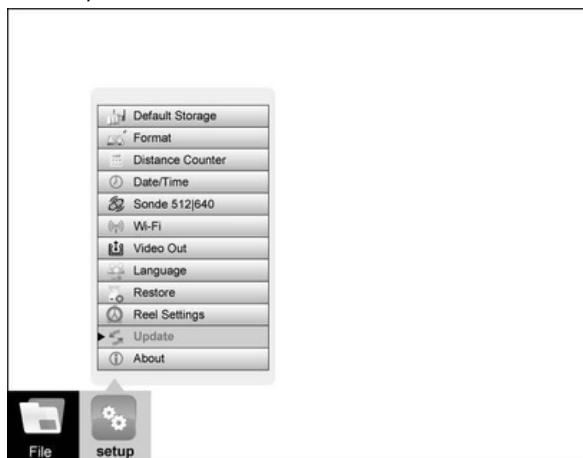 Default Storage
Format
Distance Counter
Date/Time
Sonde 512|640
Wi-Fi
Video Out
Language
Restore
Reel Settings
Update
About
File
setup